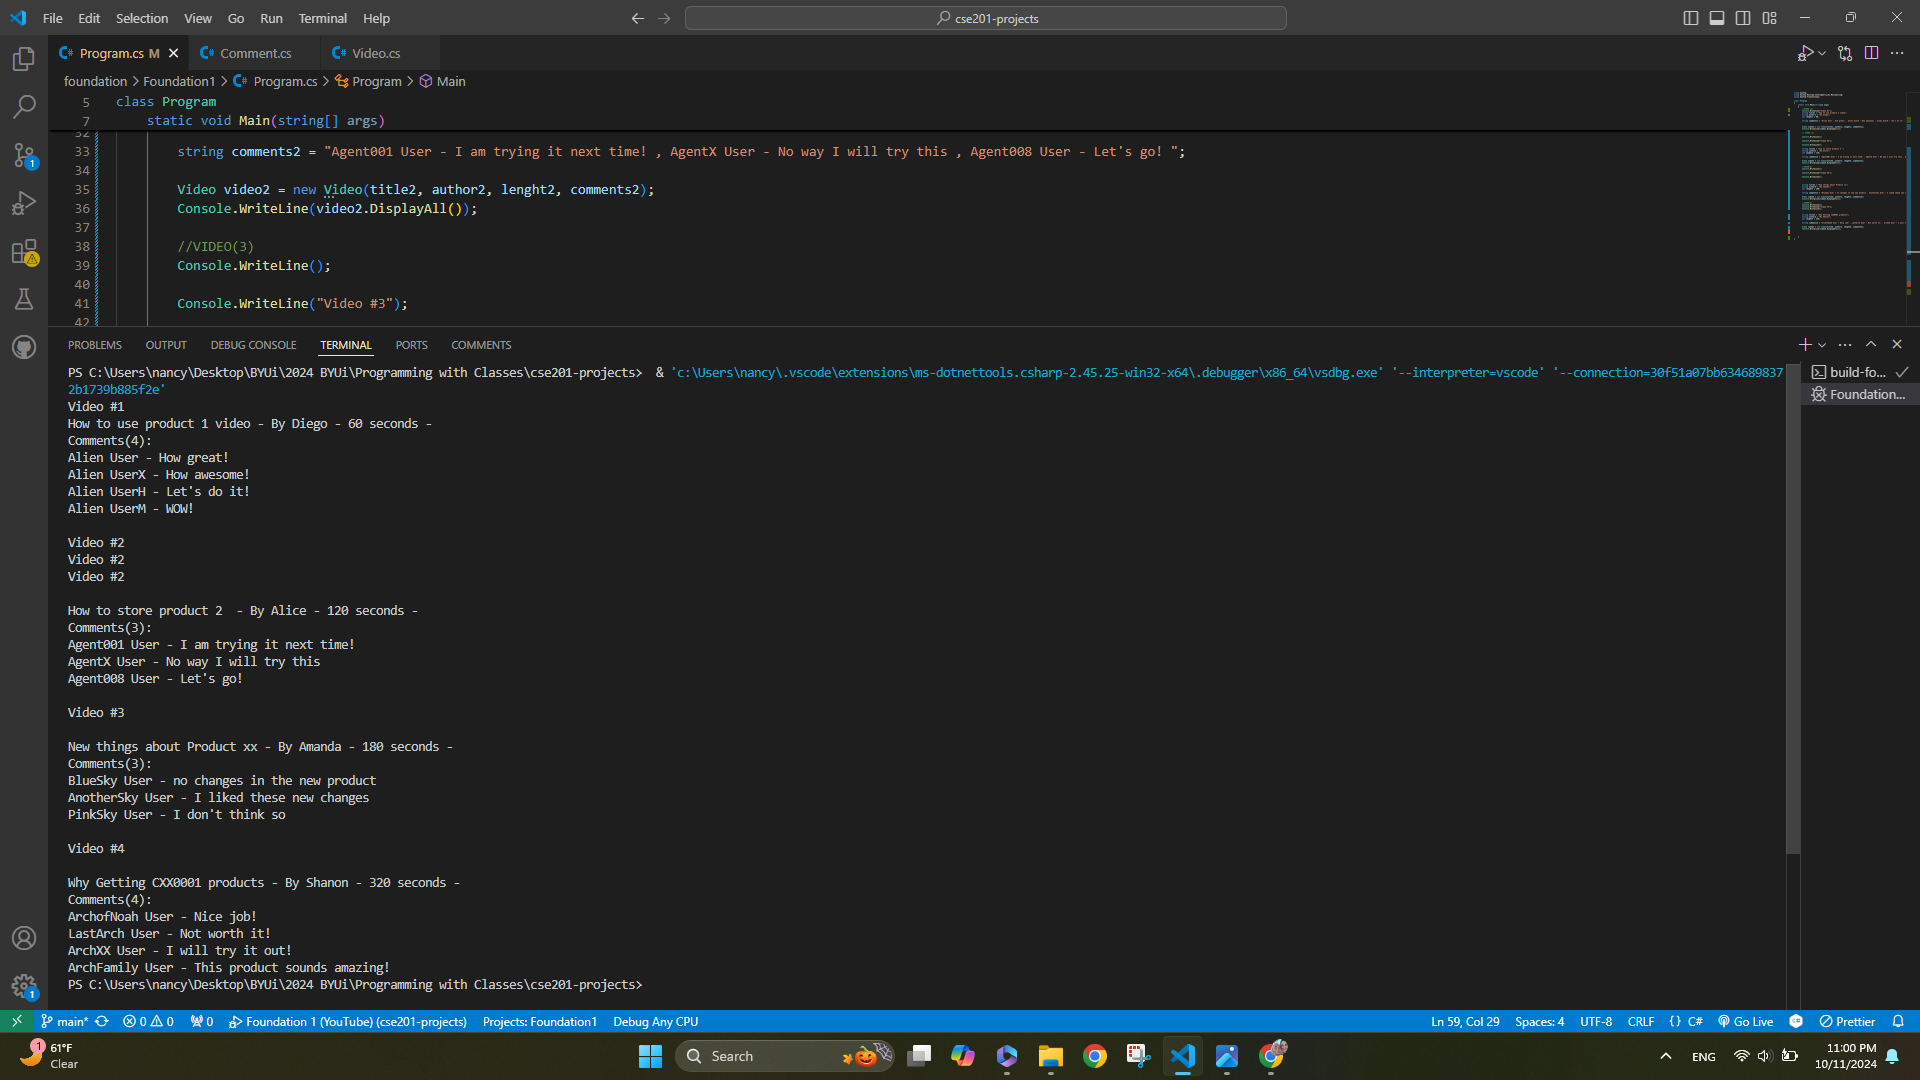 File Edit Selection View Go Run Terminal Help
cse201-projects
Program.cs M Comment.cs Video.cs
foundation > Foundation1 > Program.cs > Program > Main
5 class Program
7 static void Main(string[] args)
32
33 string comments2 = "Agent001 User - I am trying it next time! , AgentX User - No way I will try this , Agent008 User - Let's go! ";
34
35 Video video2 = new Video(title2, author2, lenght2, comments2);
36 Console.WriteLine(video2.DisplayAll());
37
38 //VIDEO(3)
39 Console.WriteLine();
40
41 Console.WriteLine("Video #3");
42
PROBLEMS OUTPUT DEBUG CONSOLE TERMINAL PORTS COMMENTS
PS C:\Users\nancy\Desktop\BYUi\2024 BYUi\Programming with Classes\cse201-projects> & 'c:\Users\nancy\.vscode\extensions\ms-dotnettools.csharp-2.45.25-win32-x64\.debugger\x86_64\vsdbg.exe' '--interpreter=vscode' '--connection=30f51a07bb634689837
2b1739b885f2e'
build-fo...
Foundation...
Video #1
How to use product 1 video - By Diego - 60 seconds -
Comments(4):
Alien User - How great!
Alien UserX - How awesome!
Alien UserH - Let's do it!
Alien UserM - WOW!
Video #2
Video #2
Video #2
How to store product 2  - By Alice - 120 seconds -
Comments(3):
Agent001 User - I am trying it next time!
AgentX User - No way I will try this
Agent008 User - Let's go!
Video #3
New things about Product xx - By Amanda - 180 seconds -
Comments(3):
BlueSky User - no changes in the new product
AnotherSky User - I liked these new changes
PinkSky User - I don't think so
Video #4
Why Getting CXX0001 products - By Shanon - 320 seconds -
Comments(4):
ArchofNoah User - Nice job!
LastArch User - Not worth it!
ArchXX User - I will try it out!
ArchFamily User - This product sounds amazing!
PS C:\Users\nancy\Desktop\BYUi\2024 BYUi\Programming with Classes\cse201-projects>
1
1
main* 0 0 0 Foundation 1 (YouTube) (cse201-projects) Projects: Foundation1 Debug Any CPU Ln 59, Col 29 Spaces: 4 UTF-8 CRLF {} C# Go Live Prettier
1 61°F
Clear
Search
ENG
11:00 PM
10/11/2024